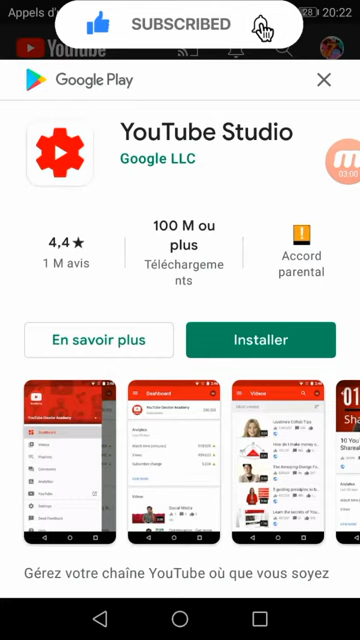 Appels d'u
SUBSCRIBED
28
20:22
YouTube
Google Play
YouTube Studio
Google LLC
03:00
4,4★
1 M avis
100 M ou
plus
Téléchargeme
nts
Accord
parental
En savoir plus
Installer
Dashboard
Videos
Gérez votre chaîne YouTube où que vous soyez